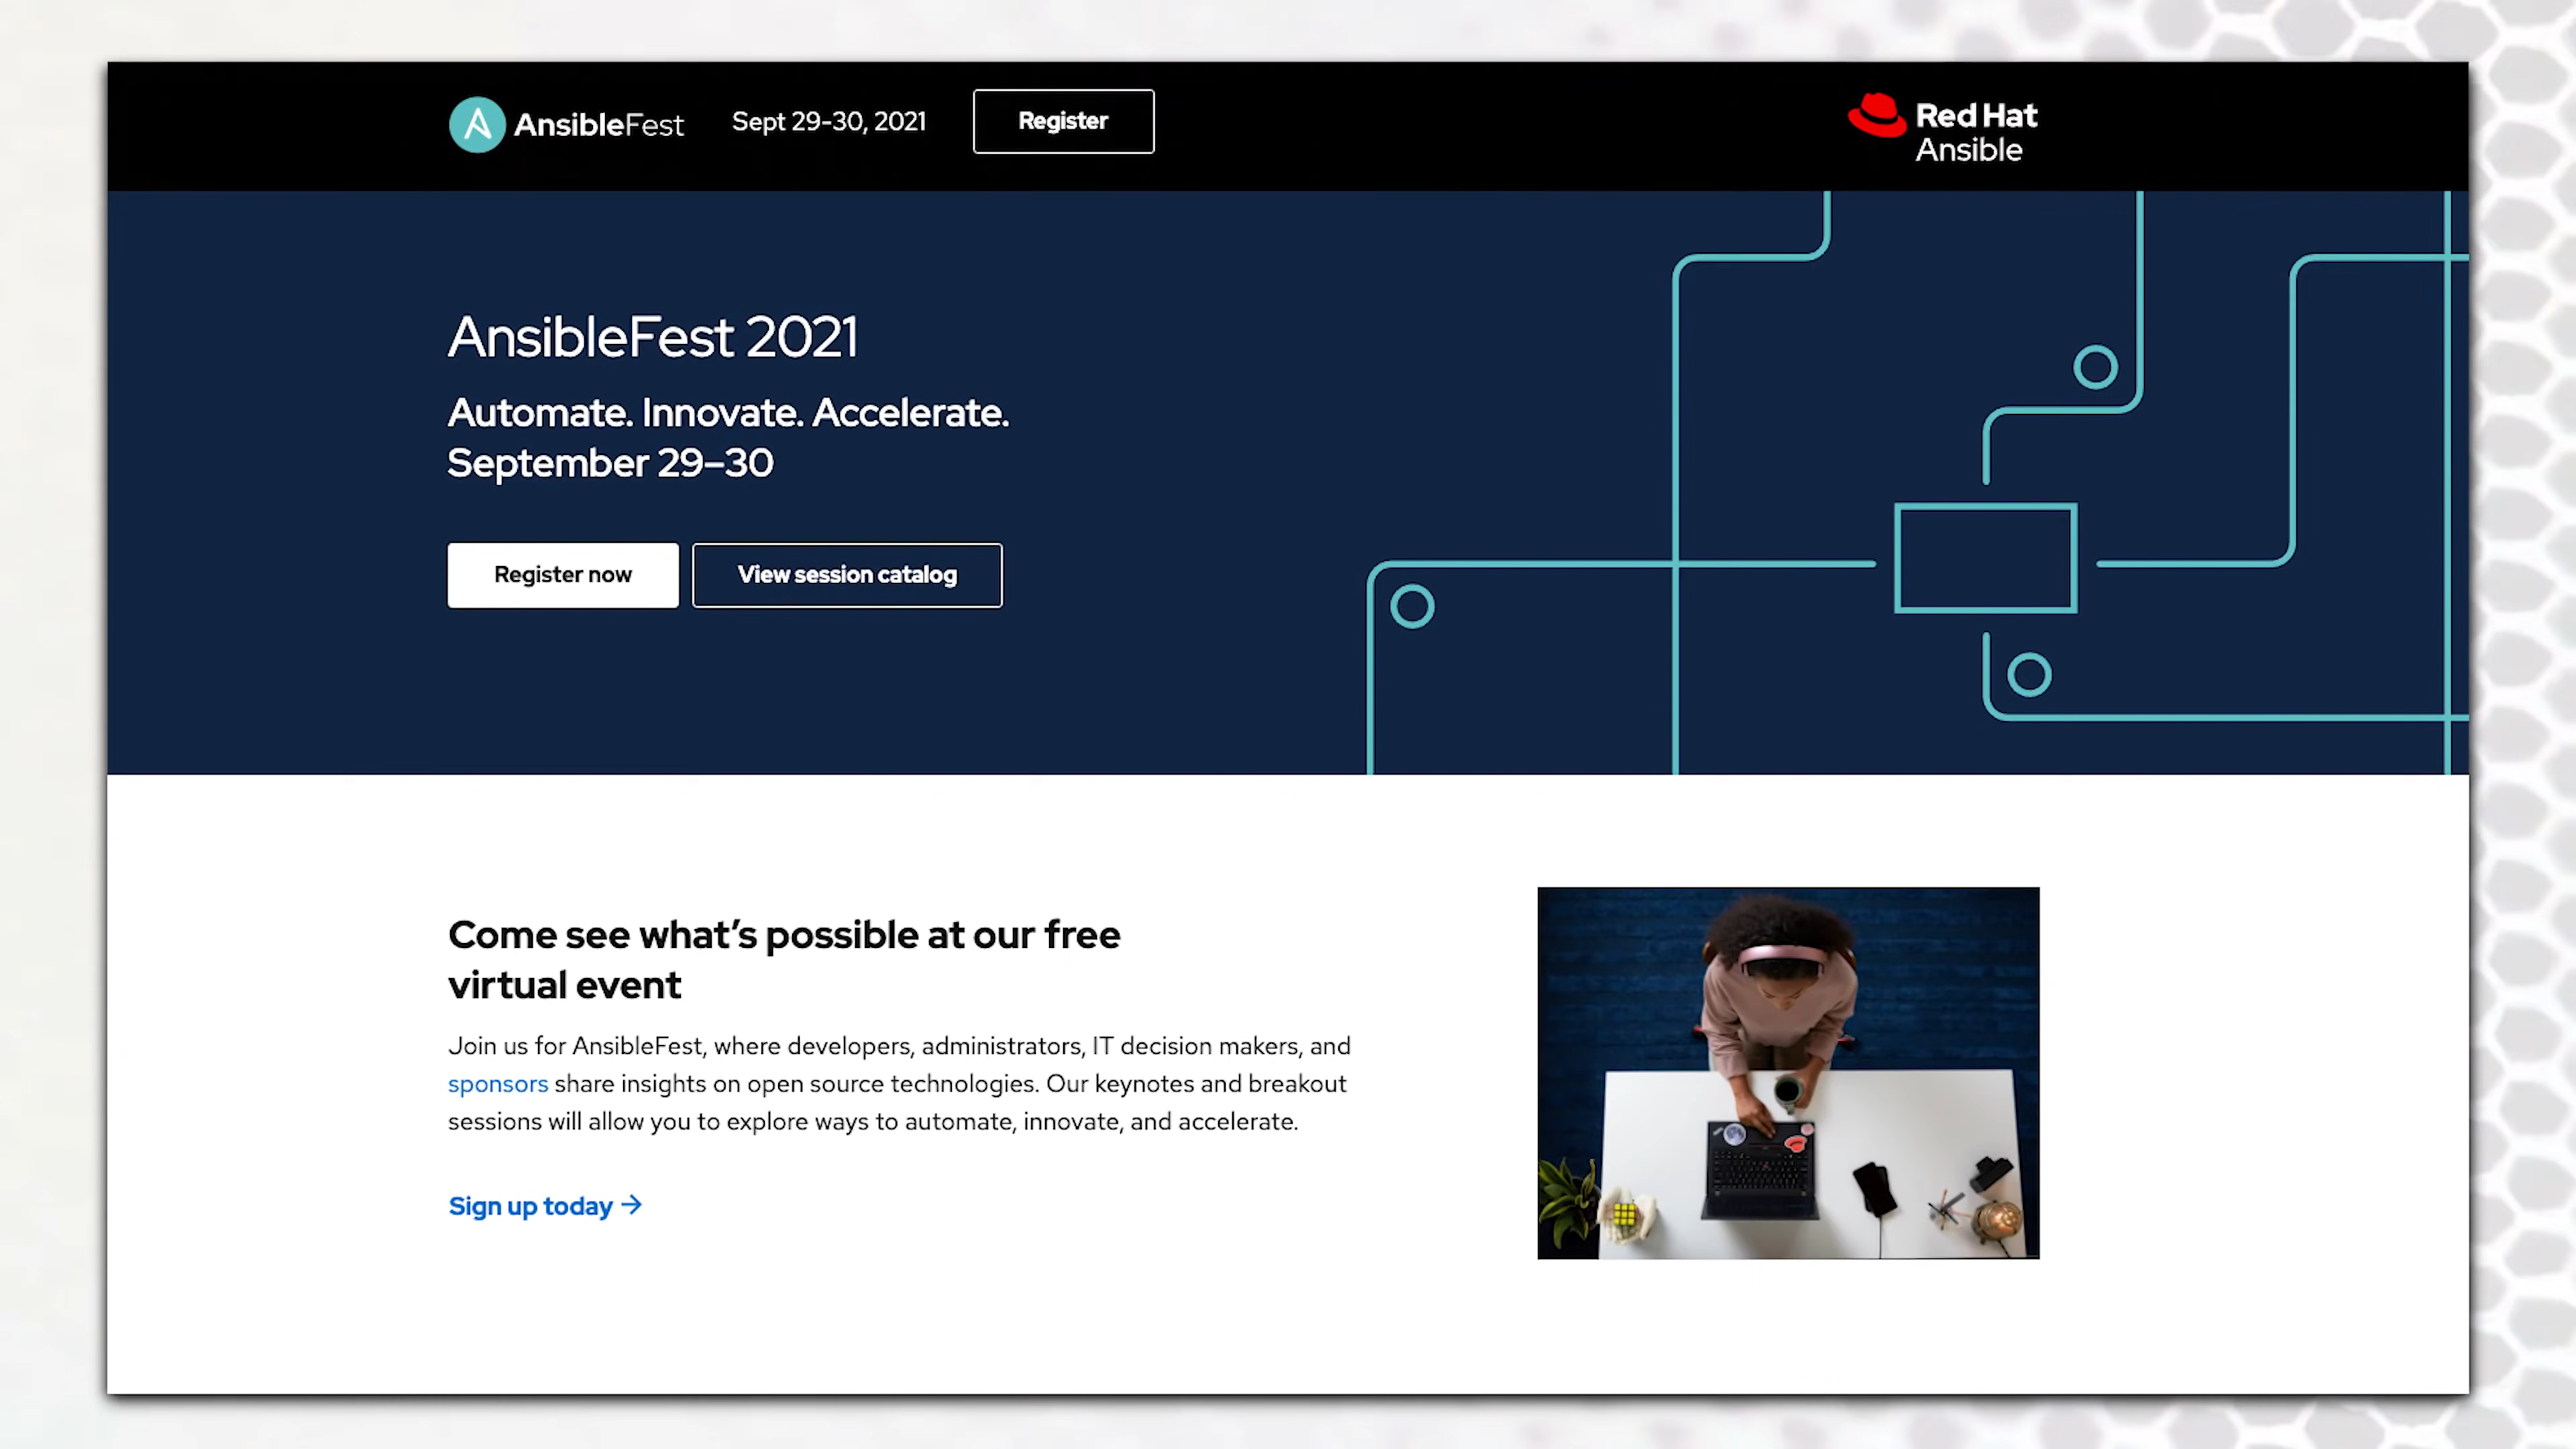 AnsibleFest
Sept 29-30, 2021
Register
Red Hat
Ansible
AnsibleFest 2021
Automate. Innovate. Accelerate.
September 29–30
Register now
View session catalog
Come see what’s possible at our free
virtual event
Join us for AnsibleFest, where developers, administrators, IT decision makers, and
sponsors share insights on open source technologies. Our keynotes and breakout
sessions will allow you to explore ways to automate, innovate, and accelerate.
Sign up today